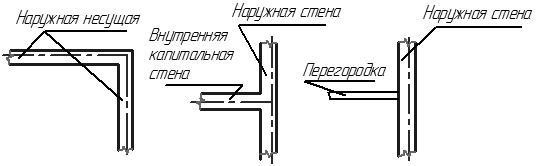 Наружная несущая
Внутренняя
капитальная
стена
Наружная стена
Перегородка
Наружная стена